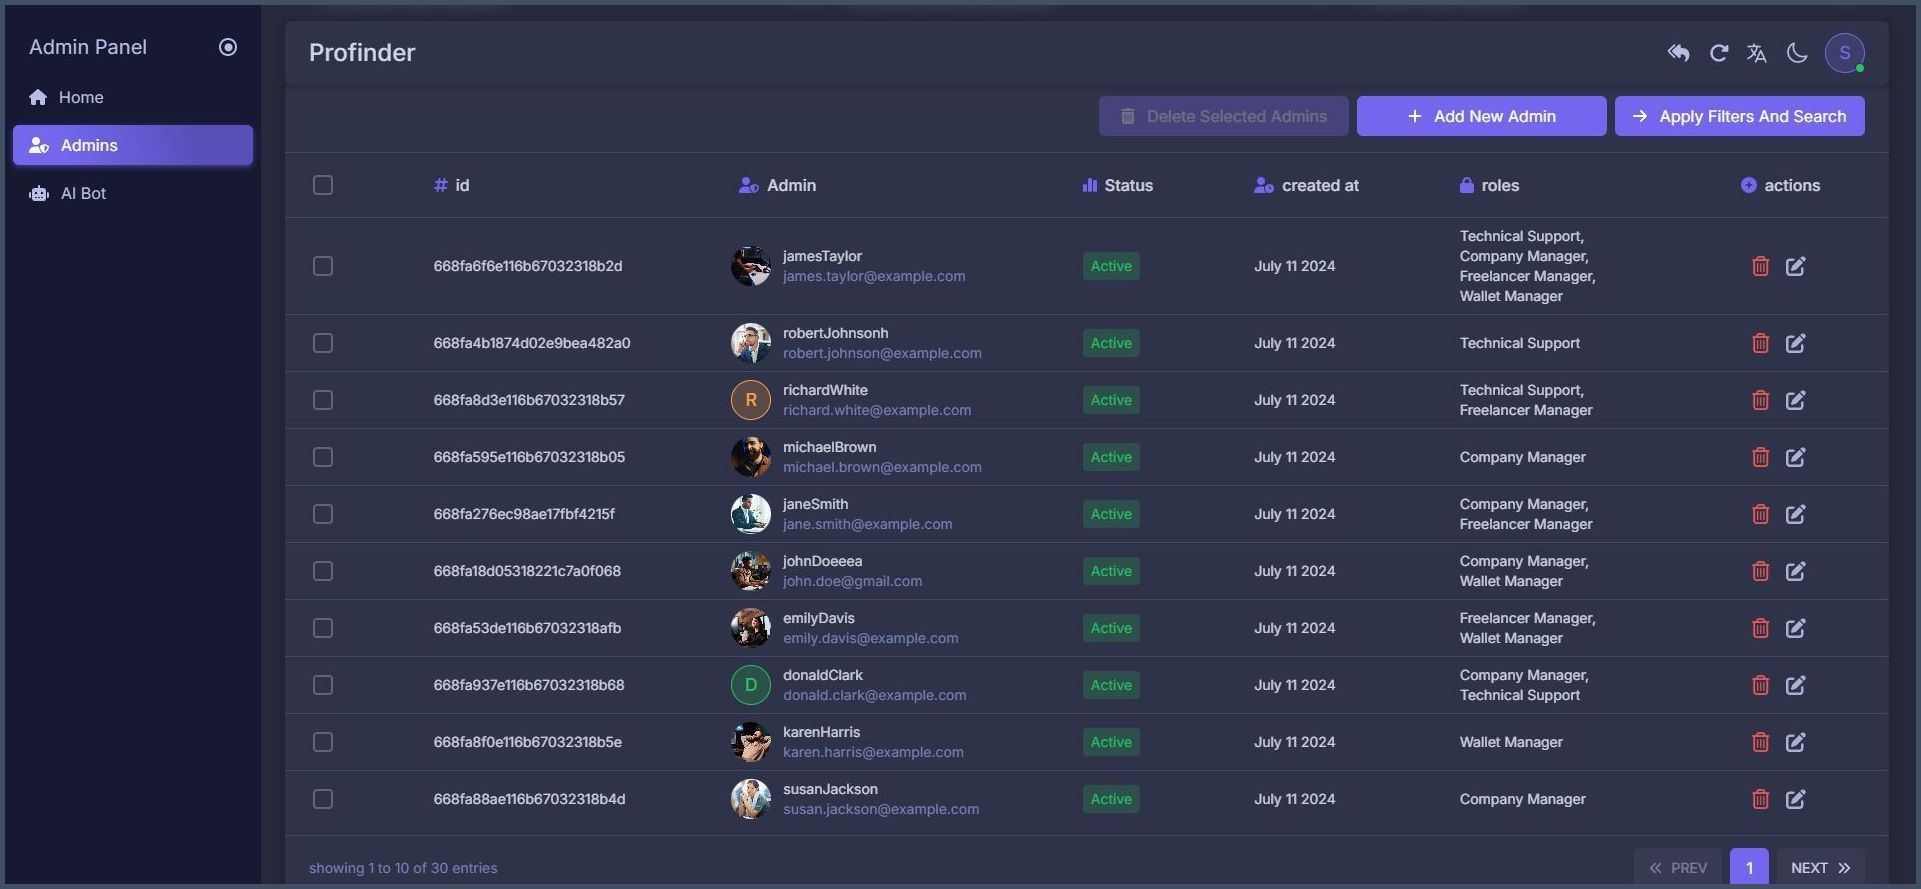 Admin Panel
Home
Admins
AI Bot
Profinder
S
Delete Selected Admins
Add New Admin
Apply Filters And Search
# id
Admin
Status
created at
roles
actions
668fa6f6e116b67032318b2d
jamesTaylor
james.taylor@example.com
Active
July 11 2024
Technical Support,
Company Manager,
Freelancer Manager,
Wallet Manager
668fa4b1874d02e9bea482a0
robertJohnsonh
robert.johnson@example.com
Active
July 11 2024
Technical Support
668fa8d3e116b67032318b57
R
richardWhite
richard.white@example.com
Active
July 11 2024
Technical Support,
Freelancer Manager
668fa595e116b67032318b05
michaelBrown
michael.brown@example.com
Active
July 11 2024
Company Manager
668fa276ec98ae17fbf4215f
janeSmith
jane.smith@example.com
Active
July 11 2024
Company Manager,
Freelancer Manager
668fa18d05318221c7a0f068
johnDoeeea
john.doe@gmail.com
Active
July 11 2024
Company Manager,
Wallet Manager
668fa53de116b67032318afb
emilyDavis
emily.davis@example.com
Active
July 11 2024
Freelancer Manager,
Wallet Manager
668fa937e116b67032318b68
D
donaldClark
donald.clark@example.com
Active
July 11 2024
Company Manager,
Technical Support
668fa8f0e116b67032318b5e
karenHarris
karen.harris@example.com
Active
July 11 2024
Wallet Manager
668fa88ae116b67032318b4d
susanJackson
susan.jackson@example.com
Active
July 11 2024
Company Manager
showing 1 to 10 of 30 entries
PREV
1
NEXT